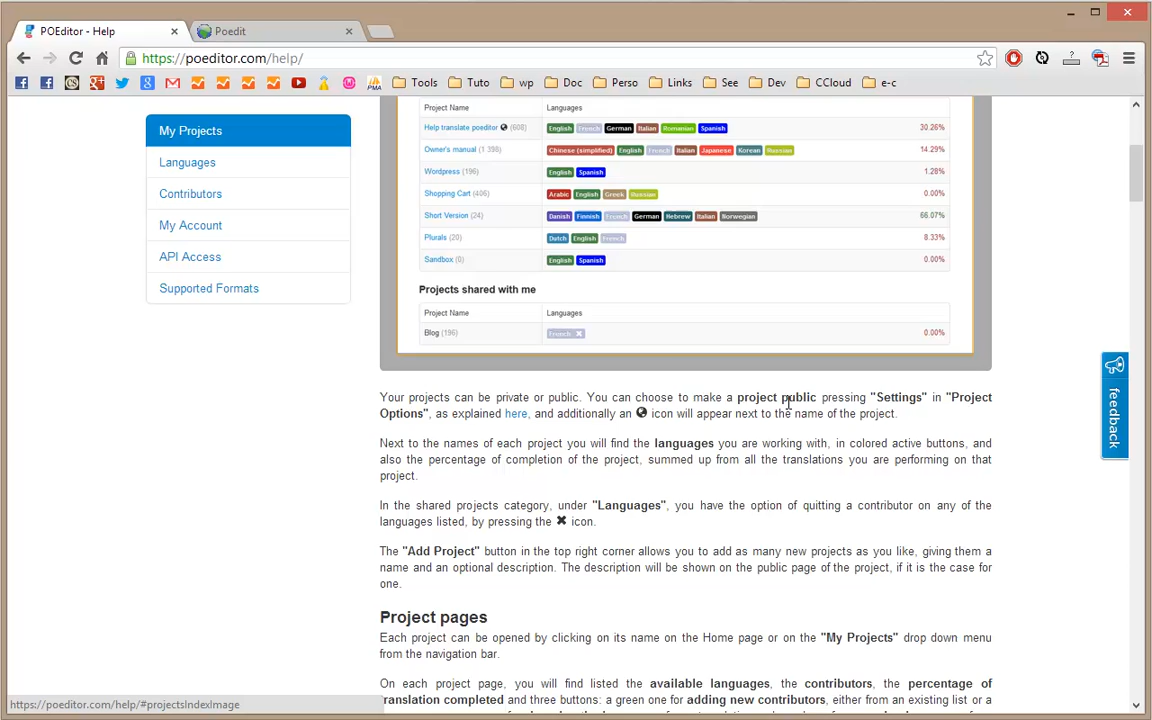 POEditor - Help
Poedit
https://poeditor.com/help/
Tools Tuto wp Doc Perso Links See Dev CCloud e-c
My Projects
Languages
Contributors
My Account
API Access
Supported Formats
Project Name Languages
Help translate poeditor (608) English French German Italian Romanian Spanish 30.26%
Owner's manual (1 398) Chinese (simplified) English French Italian Japanese Korean Russian 14.29%
Wordpress (196) English Spanish 1.28%
Shopping Cart (406) Arabic English Greek Russian 0.00%
Short Version (24) Danish Finnish French German Hebrew Italian Norwegian 66.07%
Plurals (20) Dutch English French 8.33%
Sandbox (0) English Spanish 0.00%
Projects shared with me
Project Name Languages
Blog (196) French 0.00%
Your projects can be private or public. You can choose to make a project public pressing "Settings" in "Project
Options", as explained here, and additionally an icon will appear next to the name of the project.
Next to the names of each project you will find the languages you are working with, in colored active buttons, and
also the percentage of completion of the project, summed up from all the translations you are performing on that
project.
In the shared projects category, under "Languages", you have the option of quitting a contributor on any of the
languages listed, by pressing the icon.
The "Add Project" button in the top right corner allows you to add as many new projects as you like, giving them a
name and an optional description. The description will be shown on the public page of the project, if it is the case for
one.
Project pages
Each project can be opened by clicking on its name on the Home page or on the "My Projects" drop down menu
from the navigation bar.
On each project page, you will find listed the available languages, the contributors, the percentage of
translation completed and three buttons: a green one for adding new contributors, either from an existing list or a
feedback
https://poeditor.com/help/#projectsIndexImage